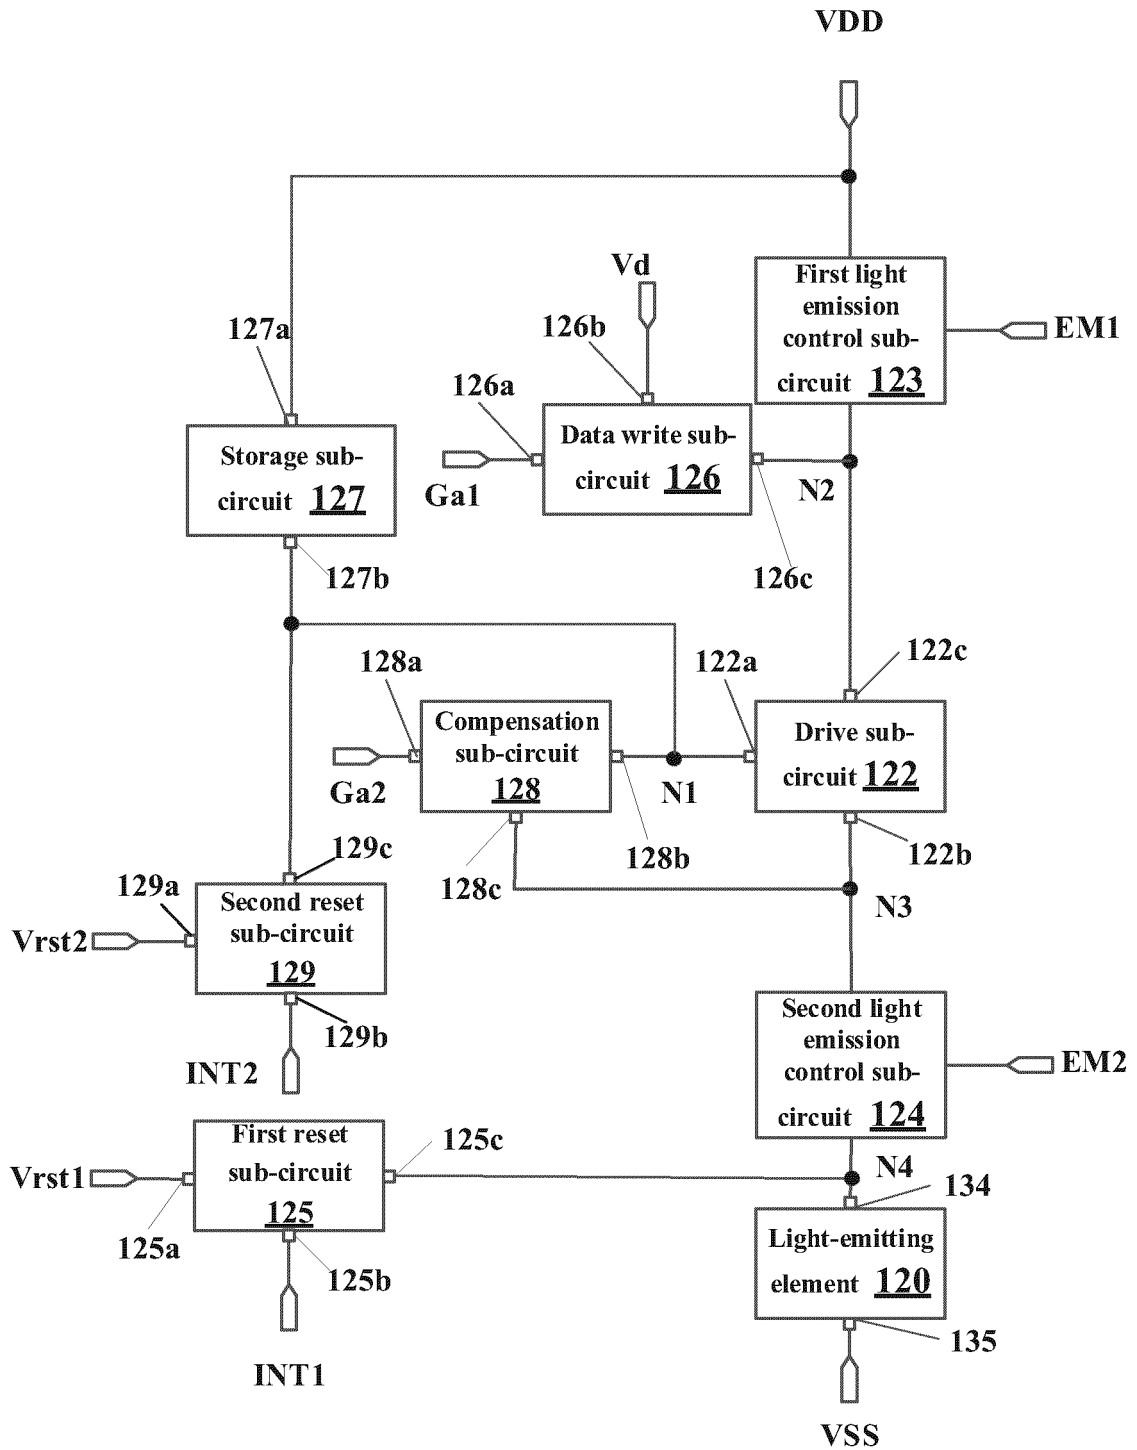 VDD
Vd
First light
emission
control sub-
circuit 123
EM1
127a
126b
126a
Data write sub-
circuit 126
Storage sub-
circuit 127
Ga1
N2
127b
126c
128a
122a
122c
Compensation
sub-circuit
128
Drive sub-
circuit 122
Ga2
N1
129c
128b
122b
129a
128c
N3
Second reset
sub-circuit
129
Vrst2
129b
INT2
Second light
emission
control sub-
circuit 124
EM2
First reset
sub-circuit
125
125c
Vrst1
N4
134
125a
125b
Light-emitting
element 120
135
INT1
VSS